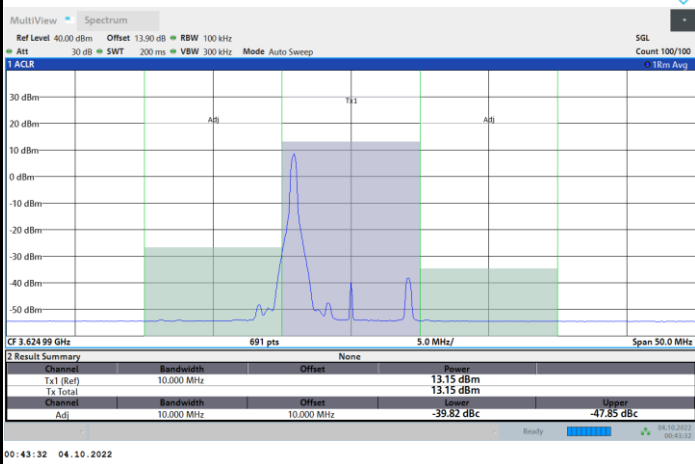 MultiView Spectrum
Ref Level 40.00 dBm Offset 13.90 dB RBW 100 kHz SGL
Att 30 dB SWT 200 ms VBW 300 kHz Mode Auto Sweep Count 100/100
1 ACLR 1Rm Avg
Tx1
30 dBm
Adj Adj
20 dBm
10 dBm
0 dBm
-10 dBm
-20 dBm
-30 dBm
-40 dBm
-50 dBm
CF 3.624 99 GHz 691 pts 5.0 MHz/ Span 50.0 MHz
2 Result Summary None
Channel Bandwidth Offset Power
Tx1 (Ref) 10.000 MHz 13.15 dBm
Tx Total 13.15 dBm
Channel Bandwidth Offset Lower Upper
Adj 10.000 MHz 10.000 MHz -39.82 dBc -47.85 dBc
Ready 04.10.2022
00:43:32
00:43:32 04.10.2022